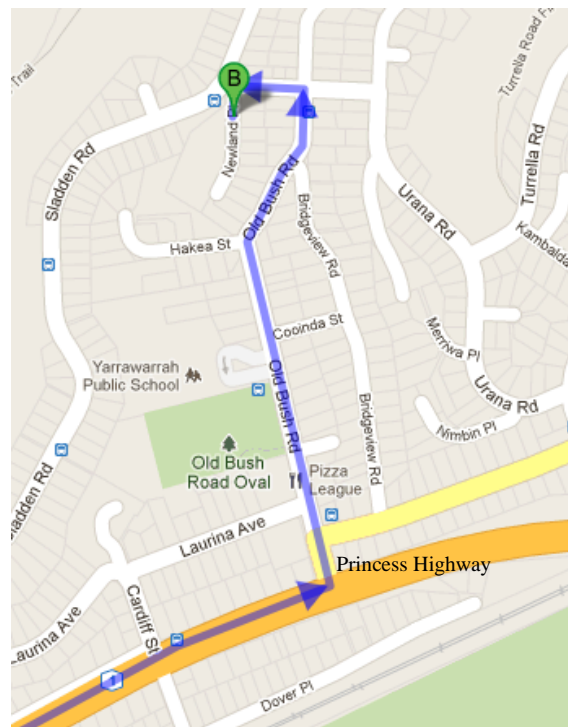 Trail
Turrella Road F
B
Newland
Sladden Rd
Turrella Rd
Old Bush Rd
Urana Rd
Bridgeview Rd
Hakea St
Kambalda
Cooinda St
Merriwa Pl
Yarrawarrah
Public School
Old Bush Rd
Bridgeview Rd
Urana Rd
Nimbin Pl
Old Bush
Road Oval
Pizza
League
Sladden Rd
Laurina Ave
Princess Highway
Cardiff St
Laurina Ave
1
Dover Pl